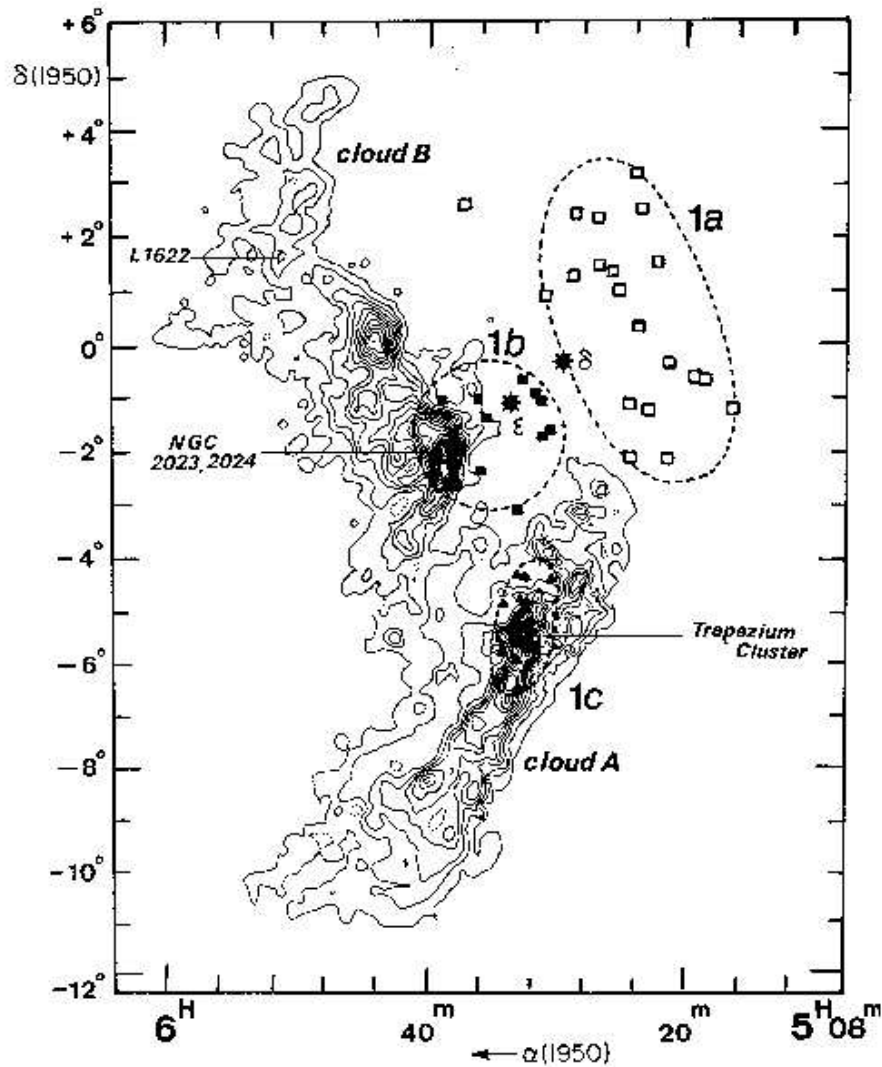 +6°
δ(1950)
+4°
cloud B
1a
+2°
L1622
0°
1b
δ
ε
NGC
2023,2024
-2°
-4°
Trapezium
Cluster
-6°
1c
cloud A
-8°
-10°
-12°
6ᴴ 40ᵐ 20ᵐ 5ᴴ08ᵐ
← α(1950)